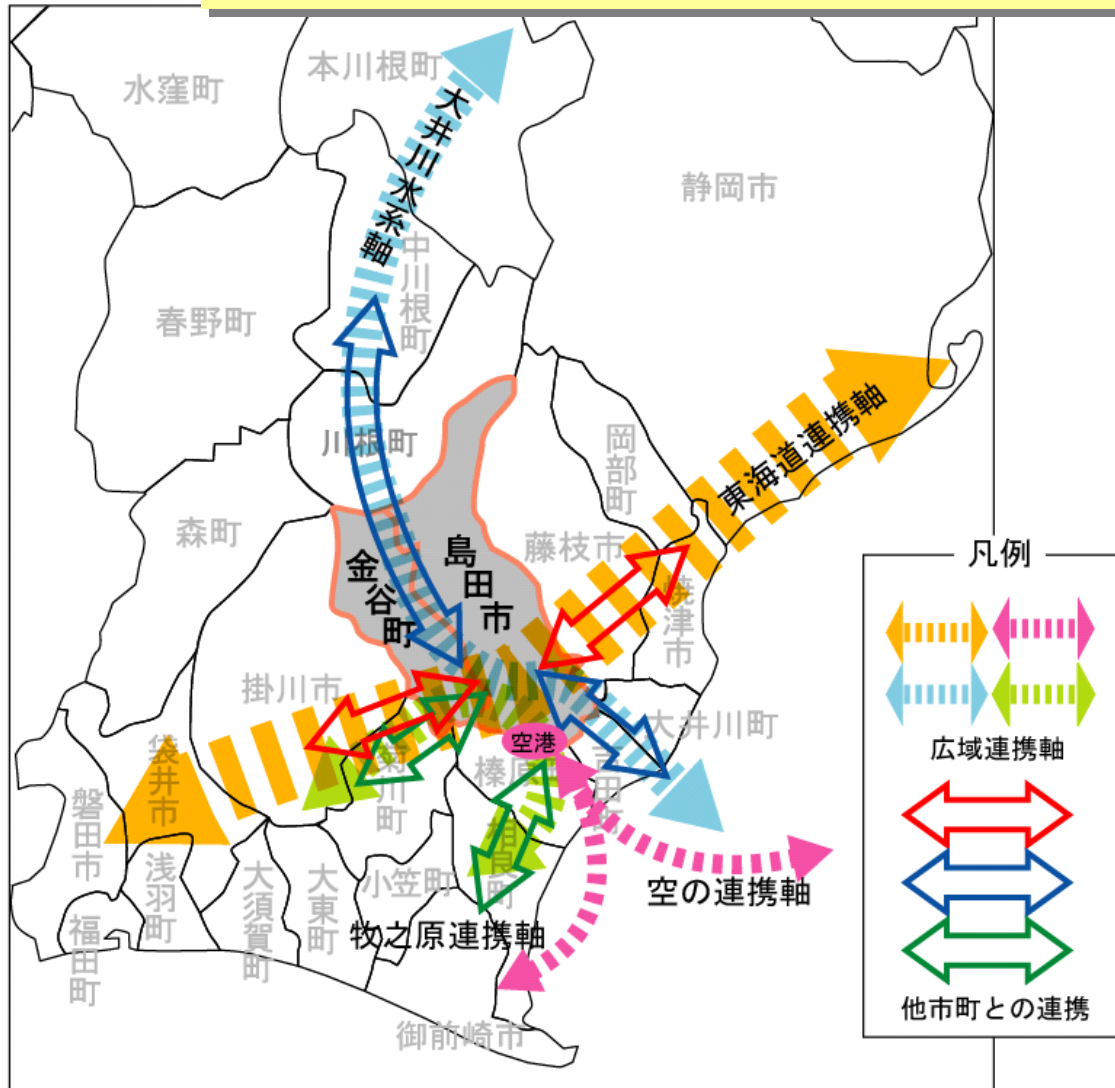 本川根町
水窪町
大井川水系軸
静岡市
中川根町
春野町
川根町
岡部町
東海道連携軸
森町
藤枝市
島田市
金谷町
焼津市
掛川市
大井川町
空港
袋井市
菊川町
榛原
吉田町
磐田市
浅羽町
大須賀町
大東町
小笠町
相良町
空の連携軸
牧之原連携軸
福田町
御前崎市
凡例
広域連携軸
他市町との連携